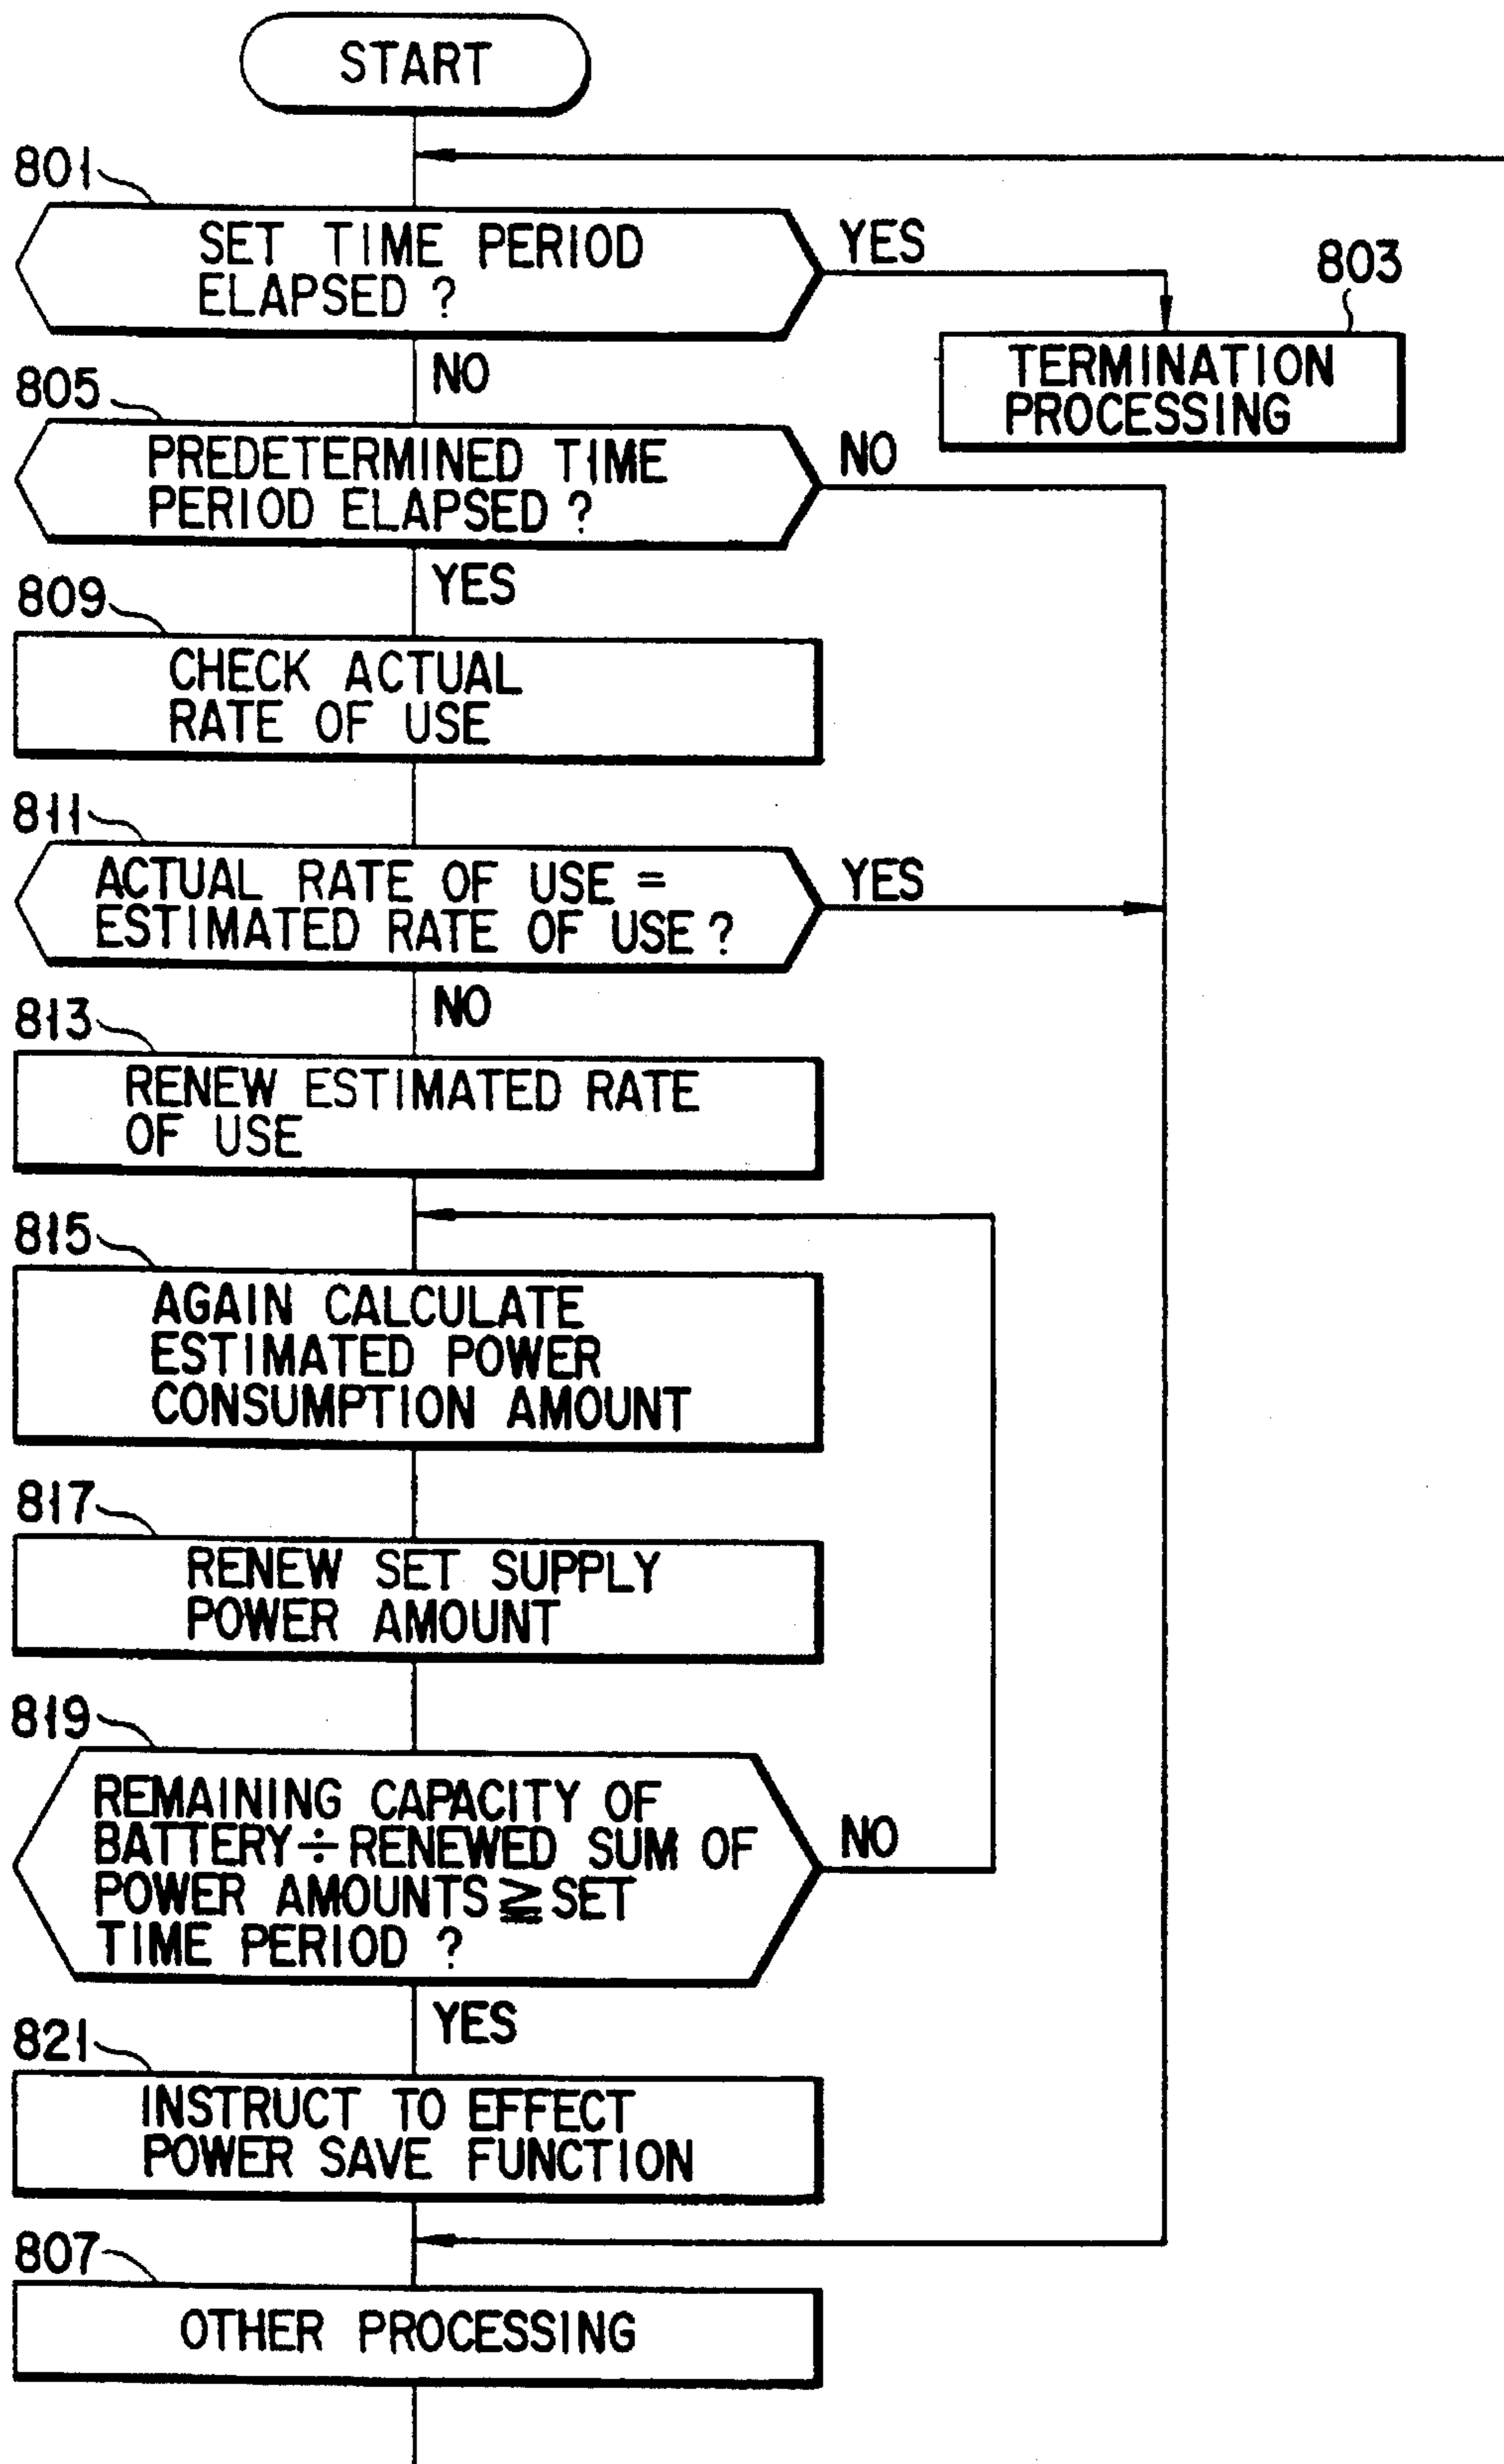 START
801
SET TIME PERIOD
ELAPSED ?
YES
803
TERMINATION
PROCESSING
NO
805
PREDETERMINED TIME
PERIOD ELAPSED ?
NO
YES
809
CHECK ACTUAL
RATE OF USE
811
ACTUAL RATE OF USE =
ESTIMATED RATE OF USE ?
YES
NO
813
RENEW ESTIMATED RATE
OF USE
815
AGAIN CALCULATE
ESTIMATED POWER
CONSUMPTION AMOUNT
817
RENEW SET SUPPLY
POWER AMOUNT
819
REMAINING CAPACITY OF
BATTERY ÷ RENEWED SUM OF
POWER AMOUNTS ≧ SET
TIME PERIOD ?
NO
YES
821
INSTRUCT TO EFFECT
POWER SAVE FUNCTION
807
OTHER PROCESSING